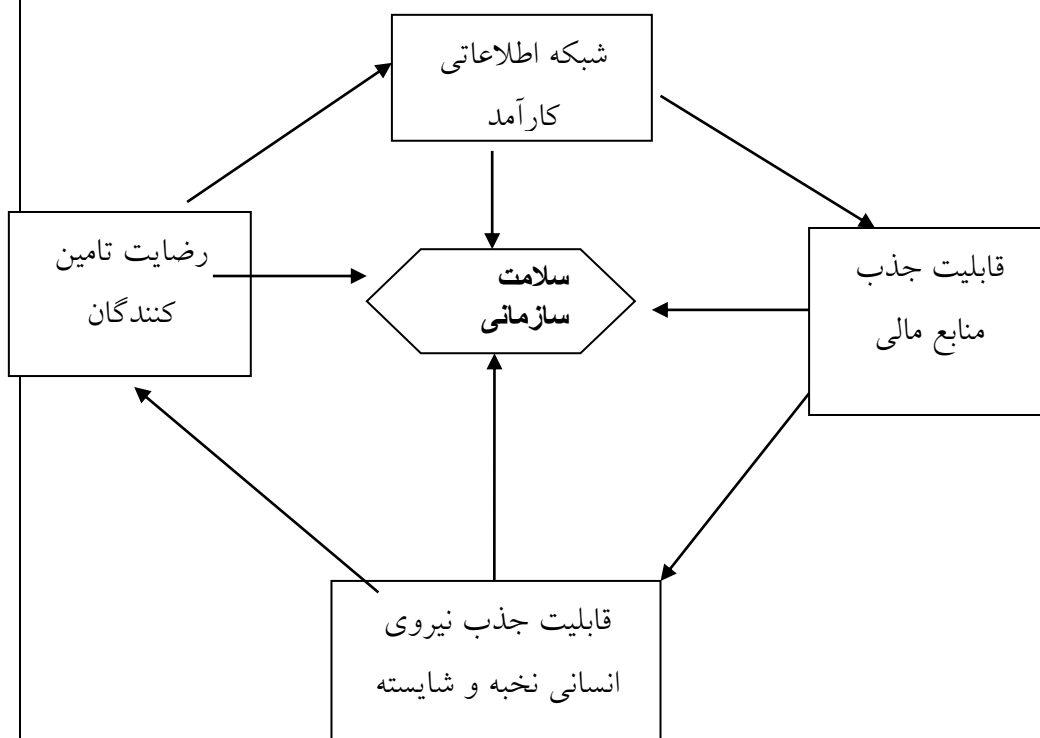 شبکه اطلاعاتی
کارآمد
رضایت تامین
کنندگان
سلامت
سازمانی
قابلیت جذب
منابع مالی
قابلیت جذب نیروی
انسانی نخبه و شایسته